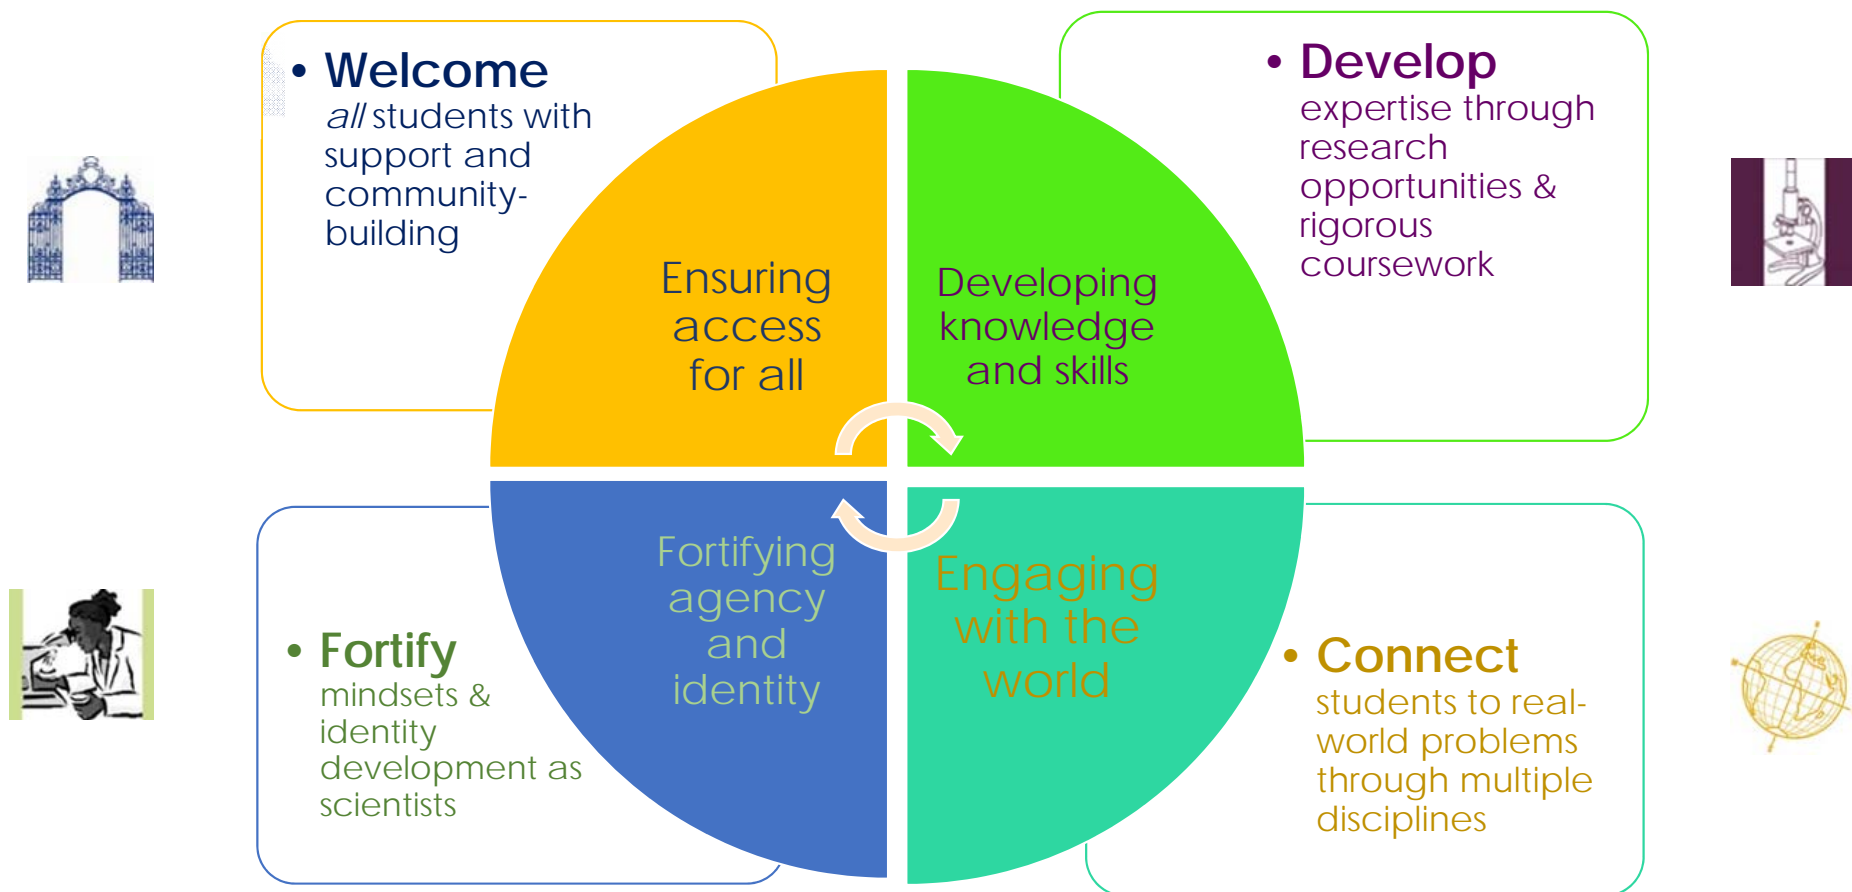 • Welcome
all students with
support and
community-
building
Ensuring
access
for all
• Develop
expertise through
research
opportunities &
rigorous
coursework
Developing
knowledge
and skills
• Fortify
mindsets &
identity
development as
scientists
Fortifying
agency
and
identity
Engaging
with the
world
• Connect
students to real-
world problems
through multiple
disciplines